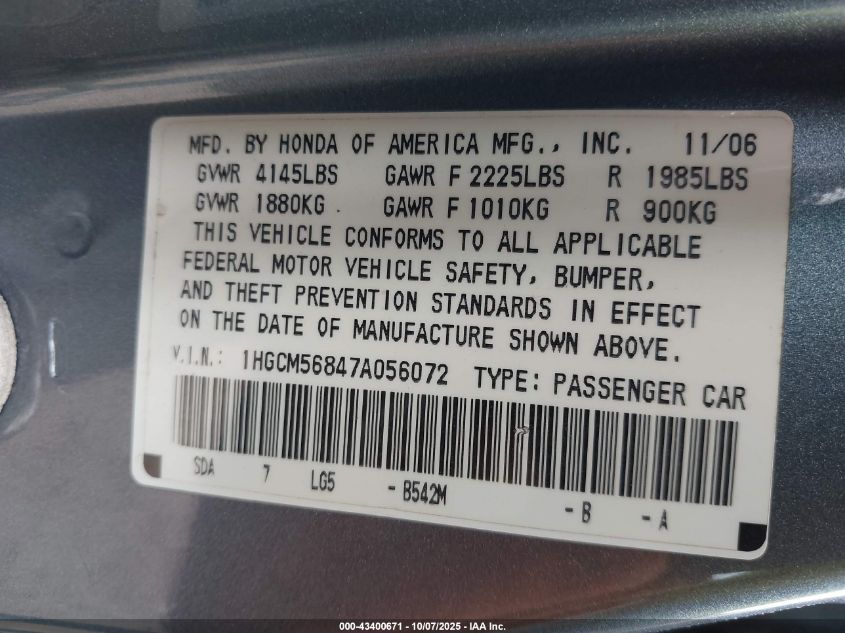 MFD. BY HONDA OF AMERICA MFG., INC. 11/06
GVWR 4145LBS GAWR F 2225LBS R 1985LBS
GVWR 1880KG GAWR F 1010KG R 900KG
THIS VEHICLE CONFORMS TO ALL APPLICABLE
FEDERAL MOTOR VEHICLE SAFETY, BUMPER,
AND THEFT PREVENTION STANDARDS IN EFFECT
ON THE DATE OF MANUFACTURE SHOWN ABOVE.
V.I.N.: 1HGCM56847A056072 TYPE: PASSENGER CAR
SDA 7 LG5 - B542M - B - A
000-43400671 - 10/07/2025 - IAA Inc.